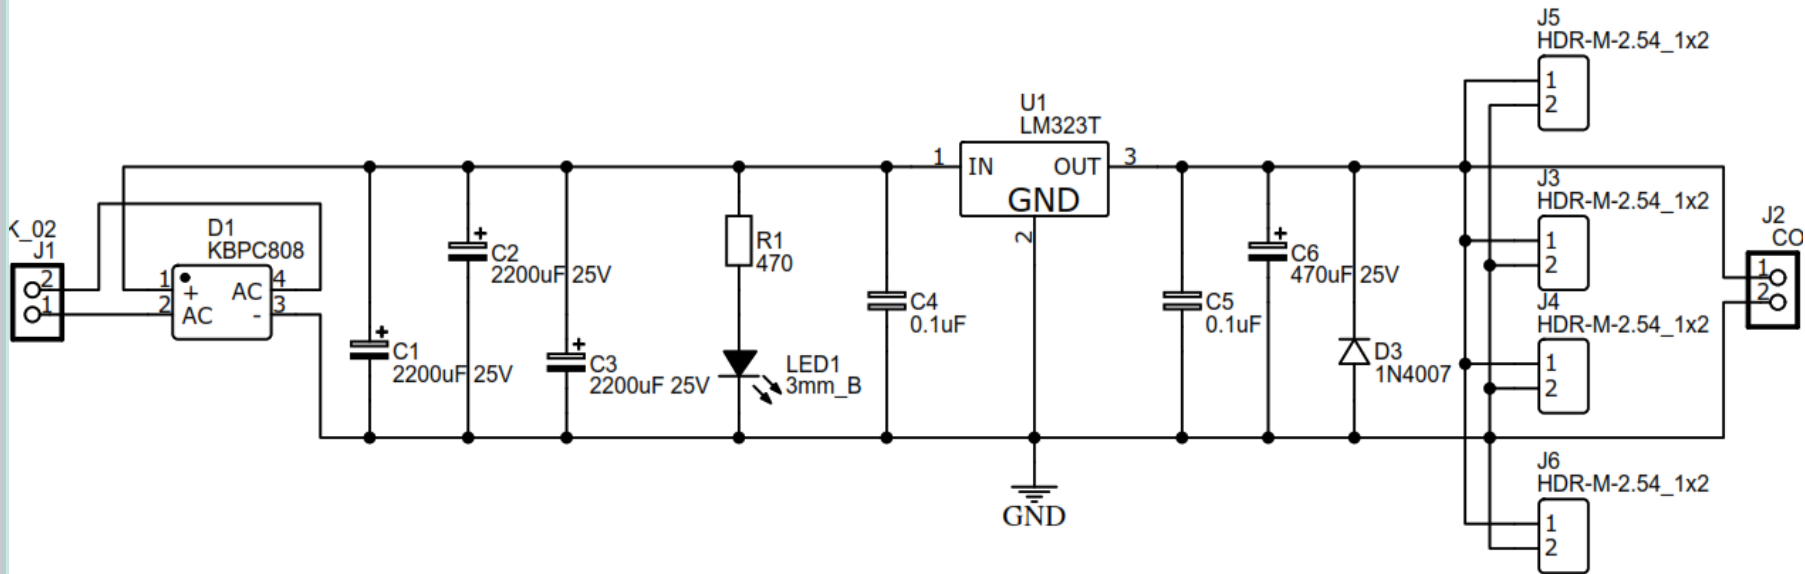 K_02
J1
2
1
D1
KBPC808
1
+
AC
4
2
AC
-
3
+
C1
2200uF 25V
+
C2
2200uF 25V
+
C3
2200uF 25V
R1
470
LED1
3mm_B
C4
0.1uF
U1
LM323T
1
IN
OUT
3
GND
2
GND
C5
0.1uF
+
C6
470uF 25V
D3
1N4007
J5
HDR-M-2.54_1x2
1
2
J3
HDR-M-2.54_1x2
1
2
J4
HDR-M-2.54_1x2
1
2
J6
HDR-M-2.54_1x2
1
2
J2
CO
1
2